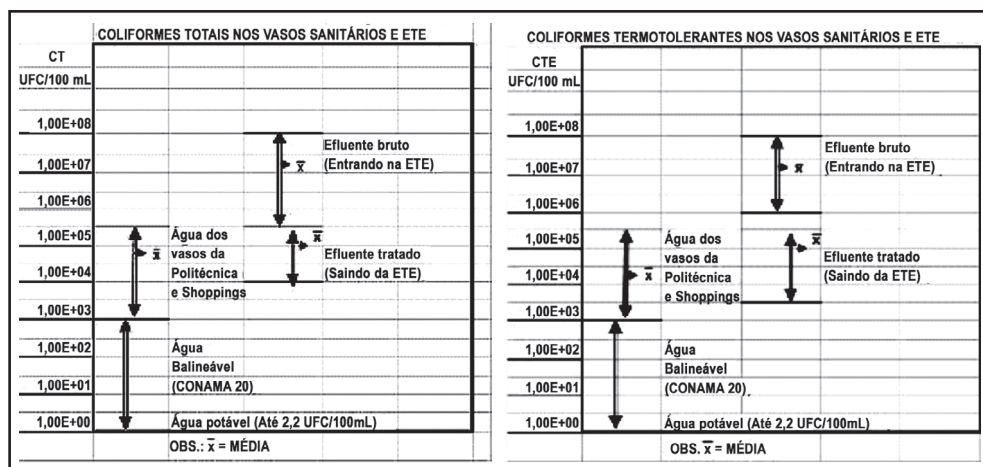 COLIFORMES TOTAIS NOS VASOS SANITÁRIOS E ETE
CT
UFC/100 mL
1,00E+08
1,00E+07
1,00E+06
1,00E+05
1,00E+04
1,00E+03
1,00E+02
1,00E+01
1,00E+00
Efluente bruto
(Entrando na ETE)
x̅
Água dos
vasos da
Politécnica
e Shoppings
x̅
x̅
Efluente tratado
(Saindo da ETE)
Água
Balineável
(CONAMA 20)
Água potável (Até 2,2 UFC/100mL)
OBS.: x̅ = MÉDIA
COLIFORMES TERMOTOLERANTES NOS VASOS SANITÁRIOS E ETE
CTE
UFC/100 mL
1,00E+08
1,00E+07
1,00E+06
1,00E+05
1,00E+04
1,00E+03
1,00E+02
1,00E+01
1,00E+00
Efluente bruto
(Entrando na ETE)
x̅
Água dos
vasos da
Politécnica
e Shoppings
x̅
x̅
Efluente tratado
(Saindo da ETE)
Água
Balineável
(CONAMA 20)
Água potável (Até 2,2 UFC/100mL)
OBS. x̅ = MÉDIA